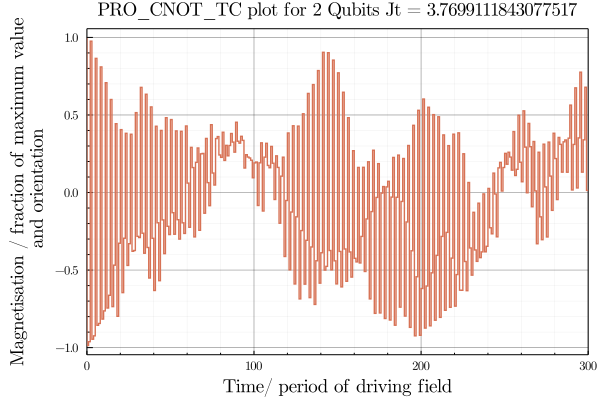 PRO_CNOT_TC plot for 2 Qubits Jt = 3.7699111843077517
Magnetisation / fraction of maximum value
and orientation
1.0
0.5
0.0
−0.5
−1.0
0
100
200
300
Time/ period of driving field